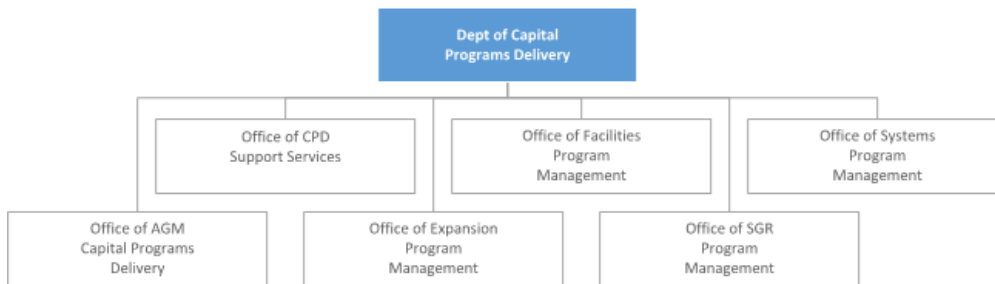 Dept of Capital
Programs Delivery
Office of CPD
Support Services
Office of Facilities
Program
Management
Office of Systems
Program
Management
Office of AGM
Capital Programs
Delivery
Office of Expansion
Program
Management
Office of SGR
Program
Management